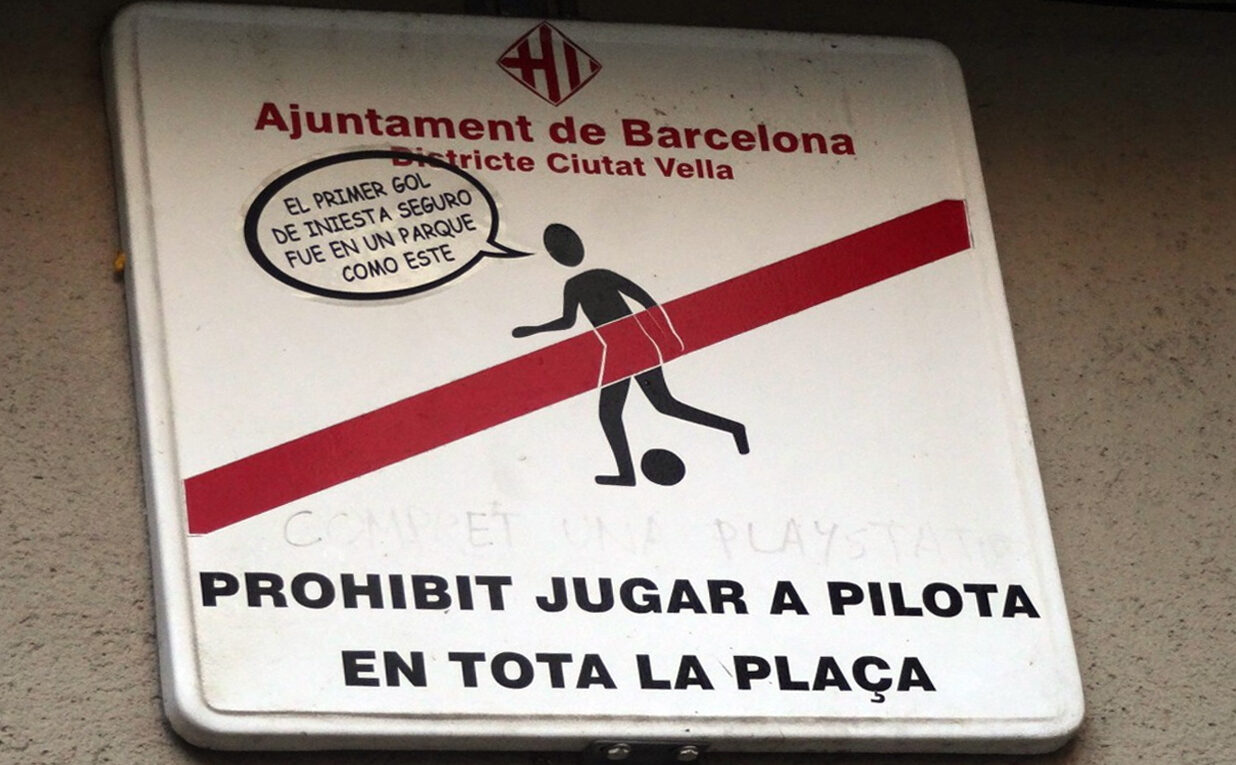 Ajuntament de Barcelona
Districte Ciutat Vella
EL PRIMER GOL
DE INIESTA SEGURO
FUE EN UN PARQUE
COMO ESTE
COMPRET UNA PLAYSTATION
PROHIBIT JUGAR A PILOTA
EN TOTA LA PLAÇA